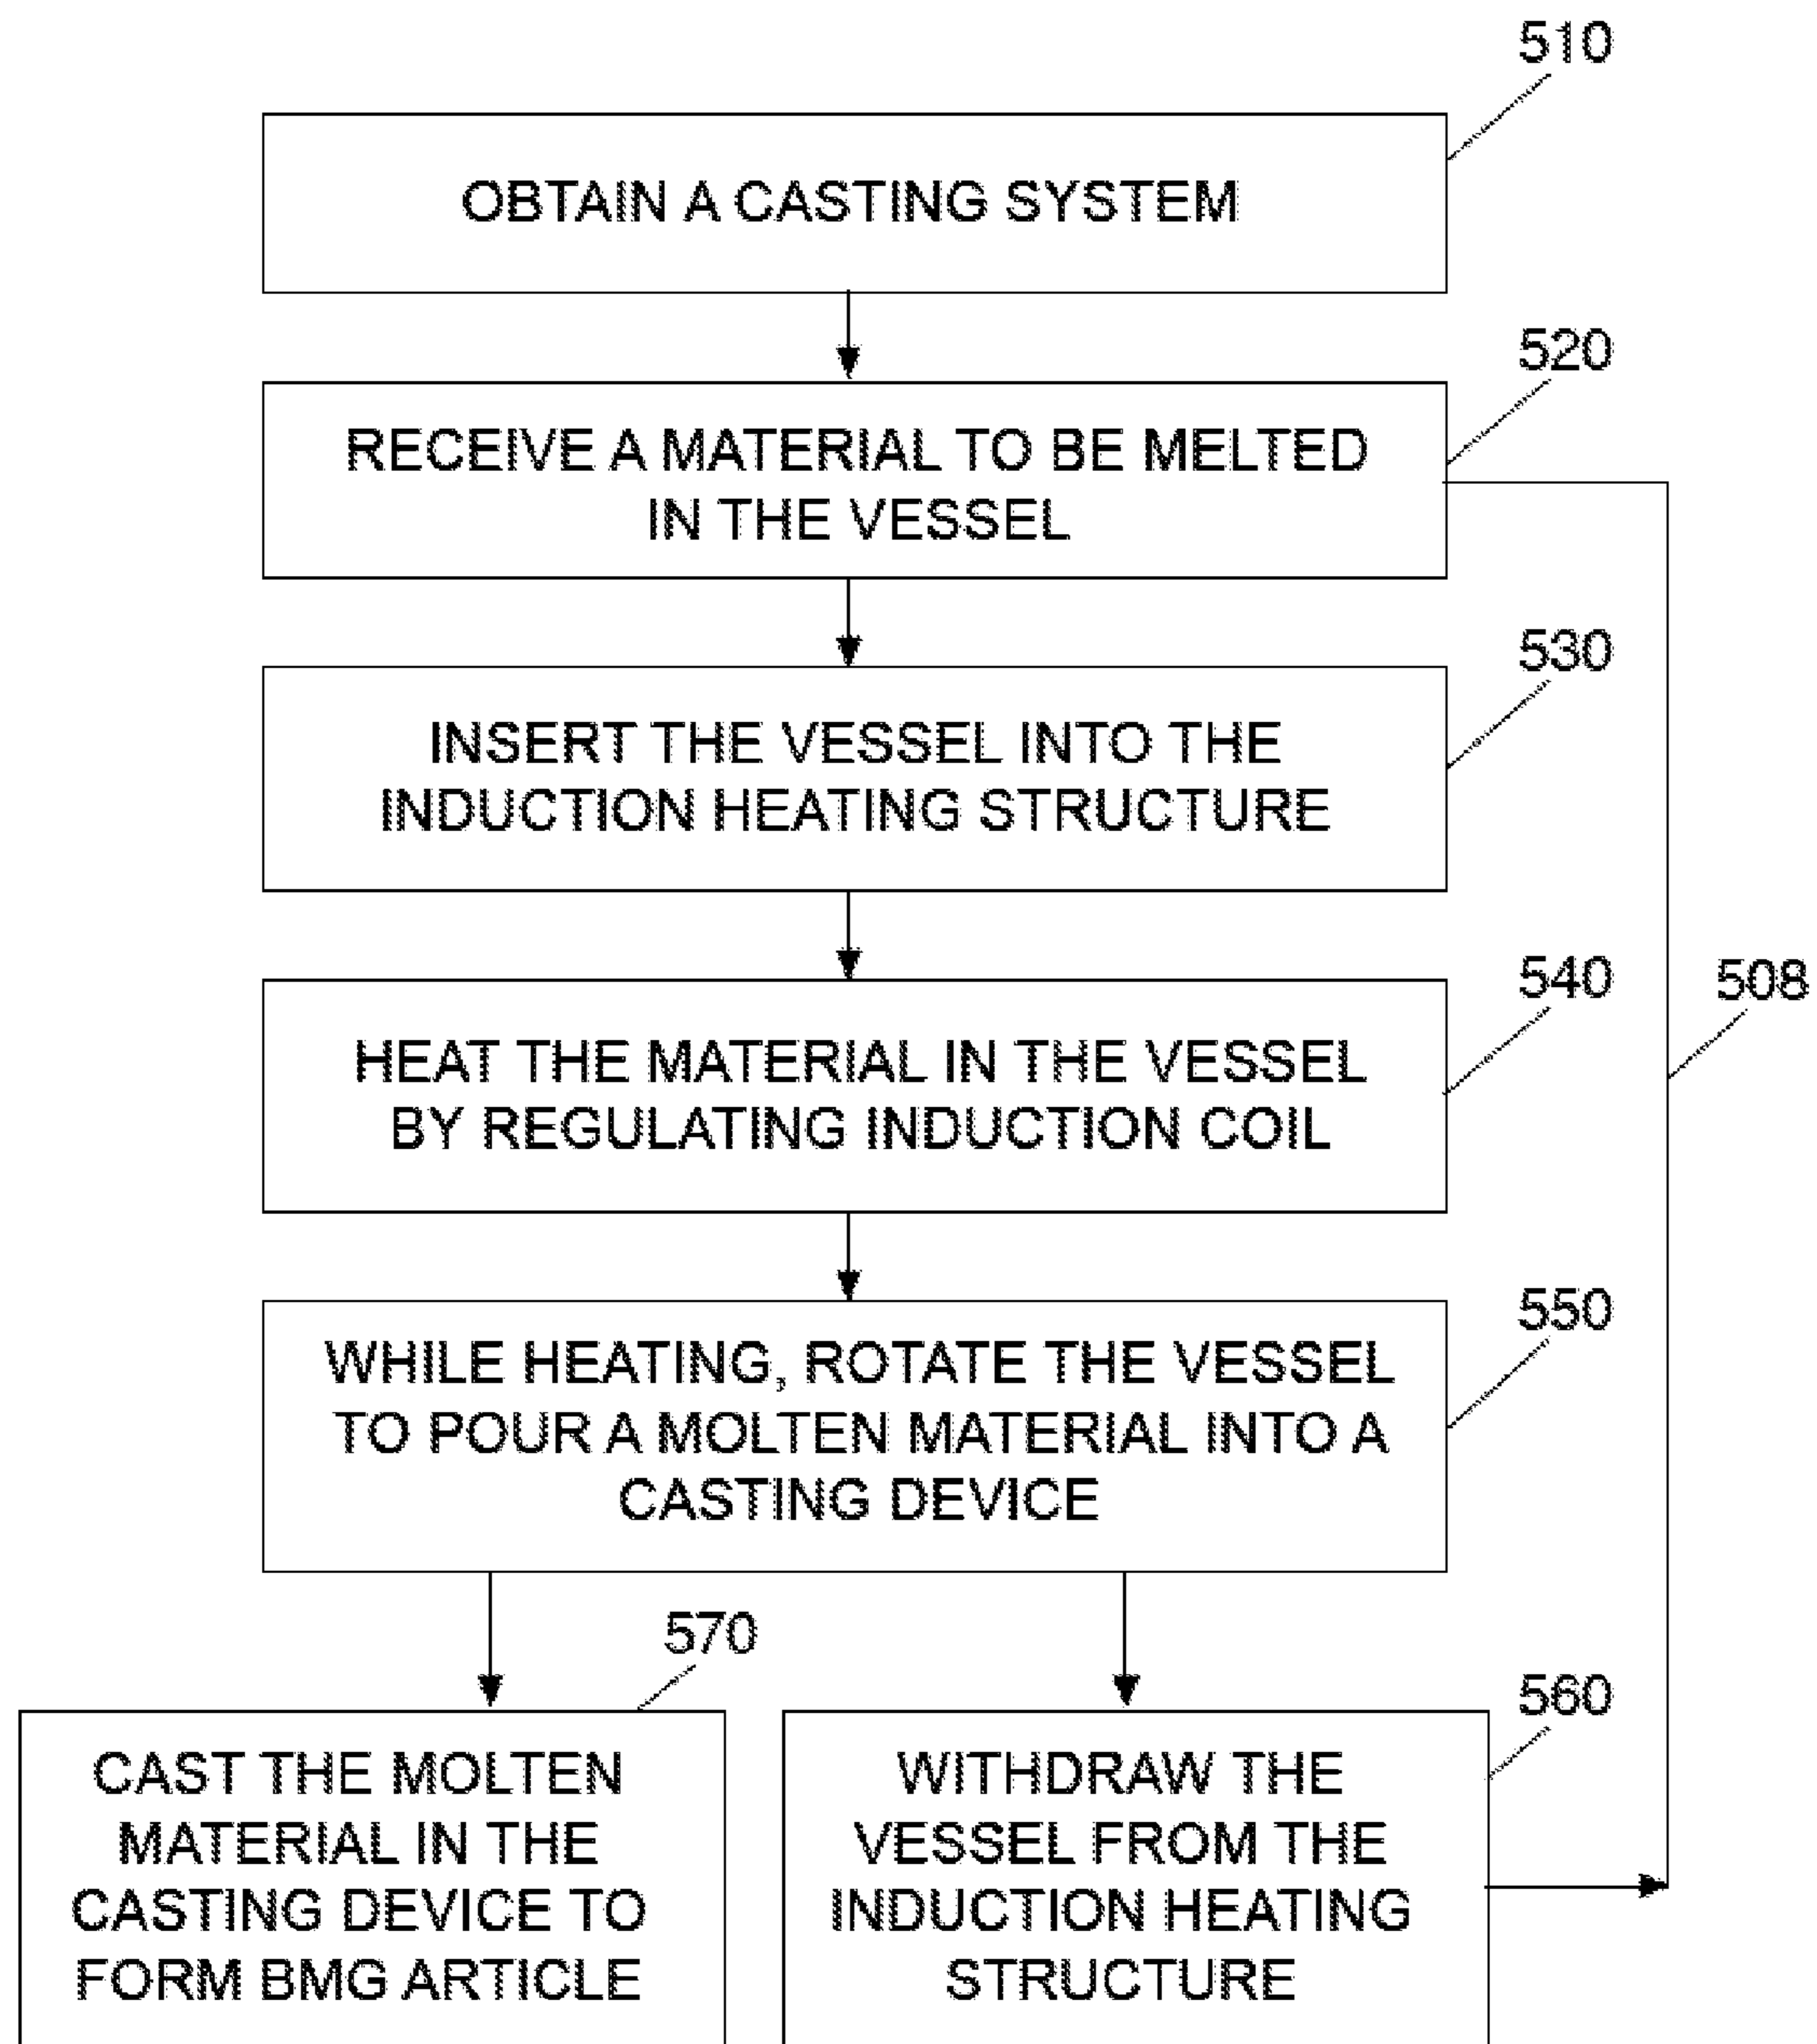 510
OBTAIN A CASTING SYSTEM
520
RECEIVE A MATERIAL TO BE MELTED
IN THE VESSEL
530
INSERT THE VESSEL INTO THE
INDUCTION HEATING STRUCTURE
540
508
HEAT THE MATERIAL IN THE VESSEL
BY REGULATING INDUCTION COIL
550
WHILE HEATING, ROTATE THE VESSEL
TO POUR A MOLTEN MATERIAL INTO A
CASTING DEVICE
570
CAST THE MOLTEN
MATERIAL IN THE
CASTING DEVICE TO
FORM BMG ARTICLE
560
WITHDRAW THE
VESSEL FROM THE
INDUCTION HEATING
STRUCTURE